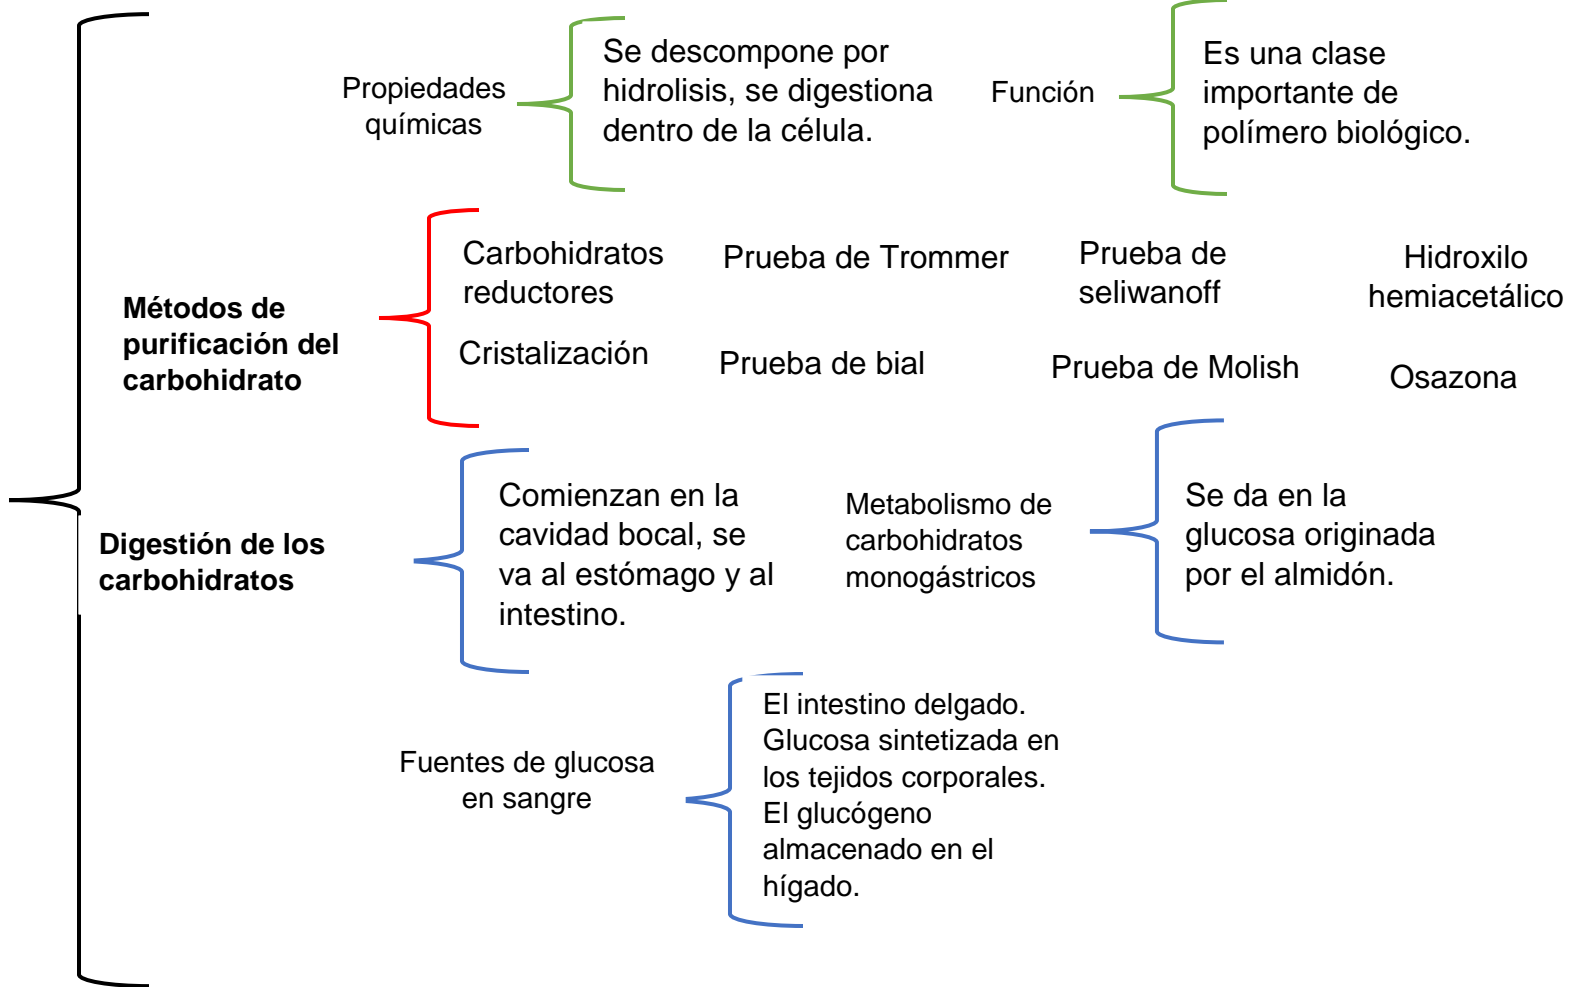 Propiedades
químicas
Se descompone por
hidrolisis, se digestiona
dentro de la célula.
Función
Es una clase
importante de
polímero biológico.
Métodos de
purificación del
carbohidrato
Carbohidratos
reductores
Prueba de Trommer
Prueba de
seliwanoff
Hidroxilo
hemiacetálico
Cristalización
Prueba de bial
Prueba de Molish
Osazona
Digestión de los
carbohidratos
Comienzan en la
cavidad bocal, se
va al estómago y al
intestino.
Metabolismo de
carbohidratos
monogástricos
Se da en la
glucosa originada
por el almidón.
Fuentes de glucosa
en sangre
El intestino delgado.
Glucosa sintetizada en
los tejidos corporales.
El glucógeno
almacenado en el
hígado.